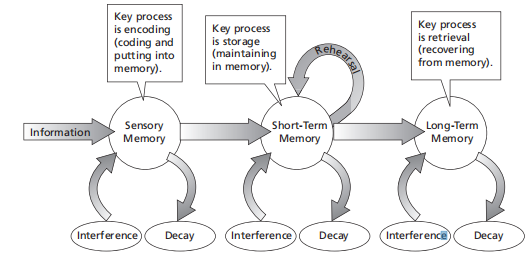 Key process
is encoding
(coding and
putting into
memory).
Key process
is storage
(maintaining
in memory).
Rehearsal
Key process
is retrieval
(recovering
from memory).
Information
Sensory
Memory
Short-Term
Memory
Long-Term
Memory
Interference
Decay
Interference
Decay
Interference
Decay